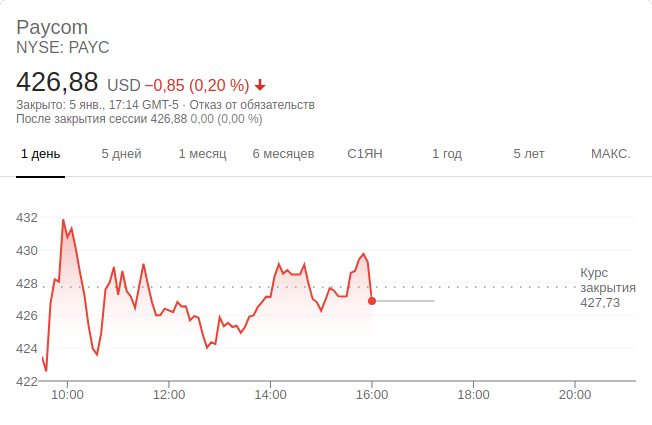 Paycom
NYSE: PAYC
426,88 USD −0,85 (0,20 %)
Закрыто: 5 янв., 17:14 GMT-5 · Отказ от обязательств
После закрытия сессии 426,88 0,00 (0,00 %)
1 день 5 дней 1 месяц 6 месяцев С1ЯН 1 год 5 лет МАКС.
432
430
428
426
424
422
Курс
закрытия
427,73
10:00 12:00 14:00 16:00 18:00 20:00